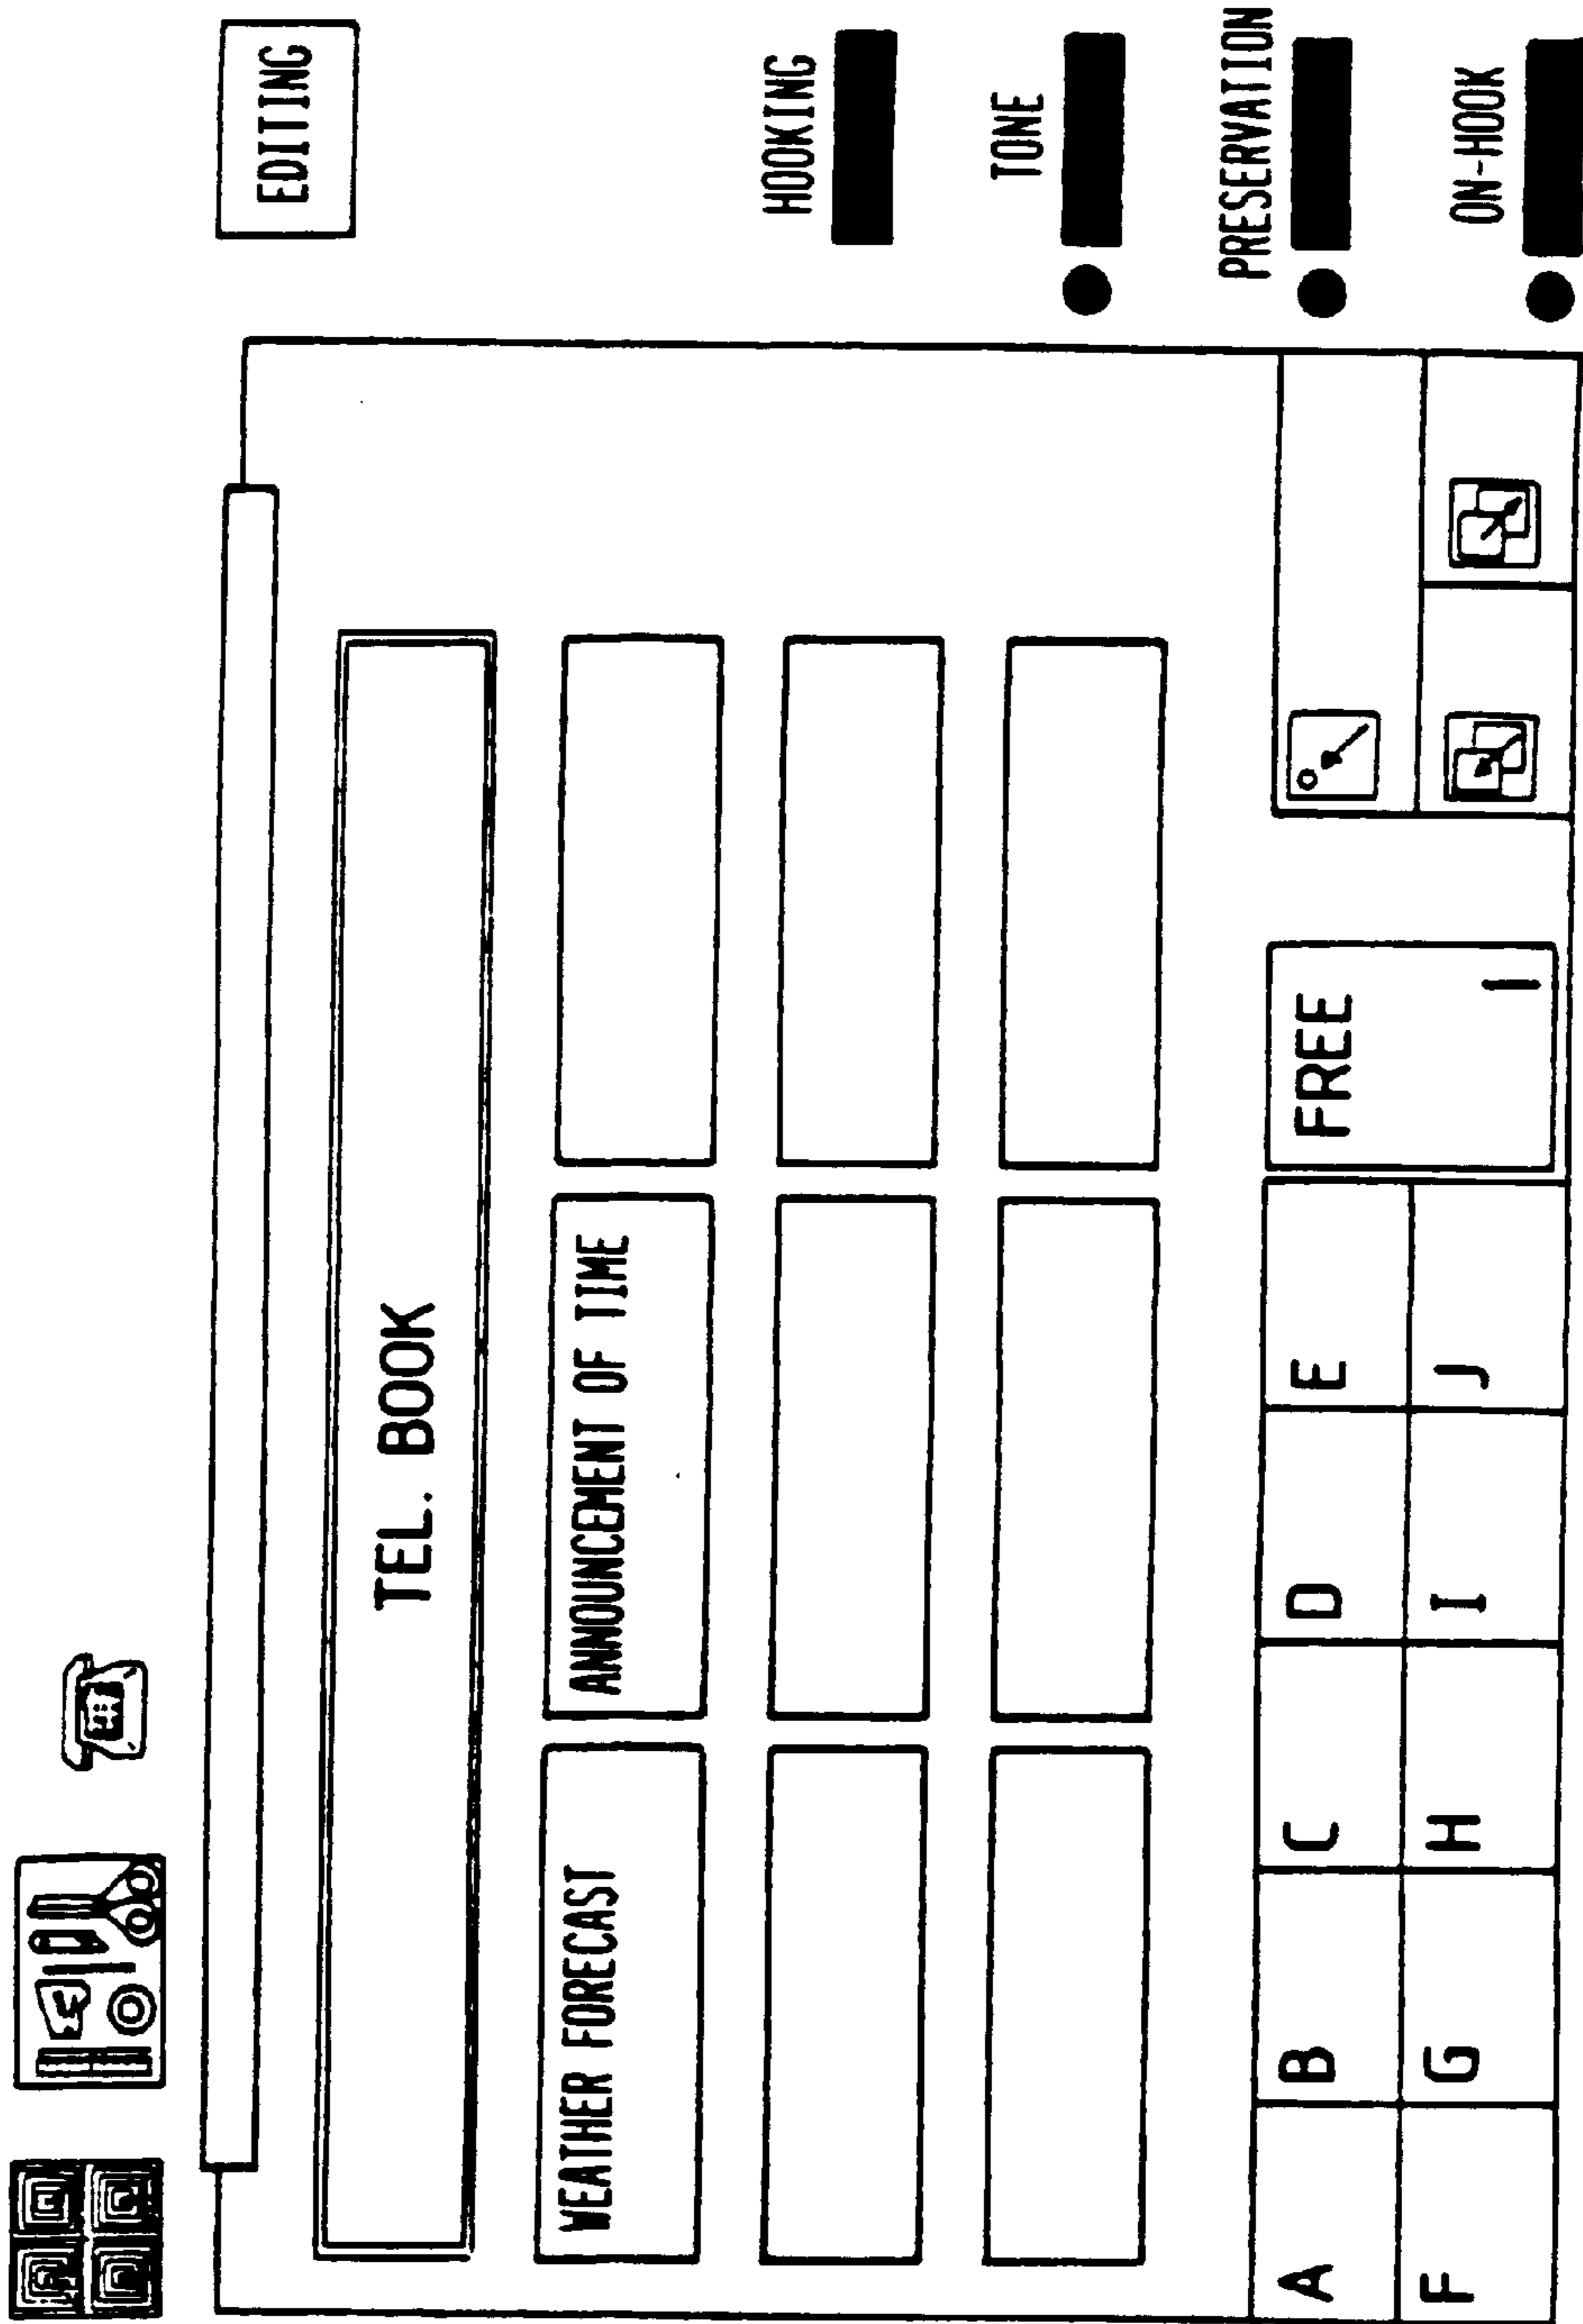 EDITING
TEL. BOOK
WEATHER FORECAST
ANNOUNCEMENT OF TIME
HOOKING
TONE
PRESERVATION
ON-HOOK
A B C D E
F G H I J
FREE
1